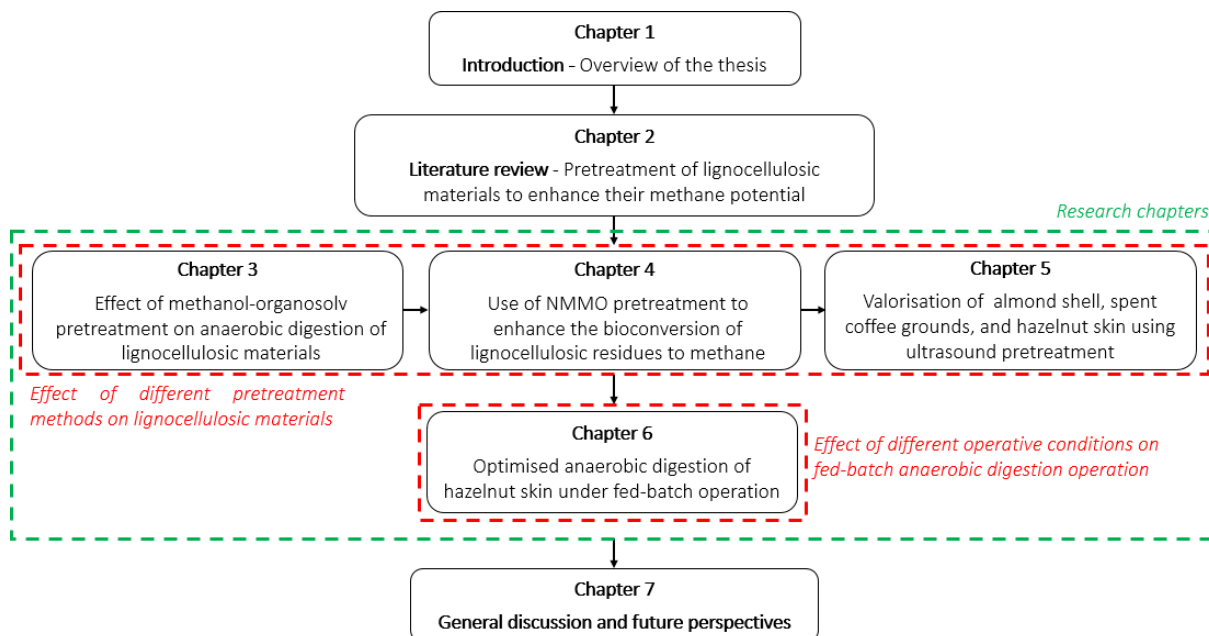 Chapter 1
Introduction - Overview of the thesis
Chapter 2
Literature review - Pretreatment of lignocellulosic
materials to enhance their methane potential
Research chapters
Chapter 3
Effect of methanol-organosolv
pretreatment on anaerobic digestion of
lignocellulosic materials
Chapter 4
Use of NMMO pretreatment to
enhance the bioconversion of
lignocellulosic residues to methane
Chapter 5
Valorisation of almond shell, spent
coffee grounds, and hazelnut skin using
ultrasound pretreatment
Effect of different pretreatment
methods on lignocellulosic materials
Chapter 6
Optimised anaerobic digestion of
hazelnut skin under fed-batch operation
Effect of different operative conditions on
fed-batch anaerobic digestion operation
Chapter 7
General discussion and future perspectives